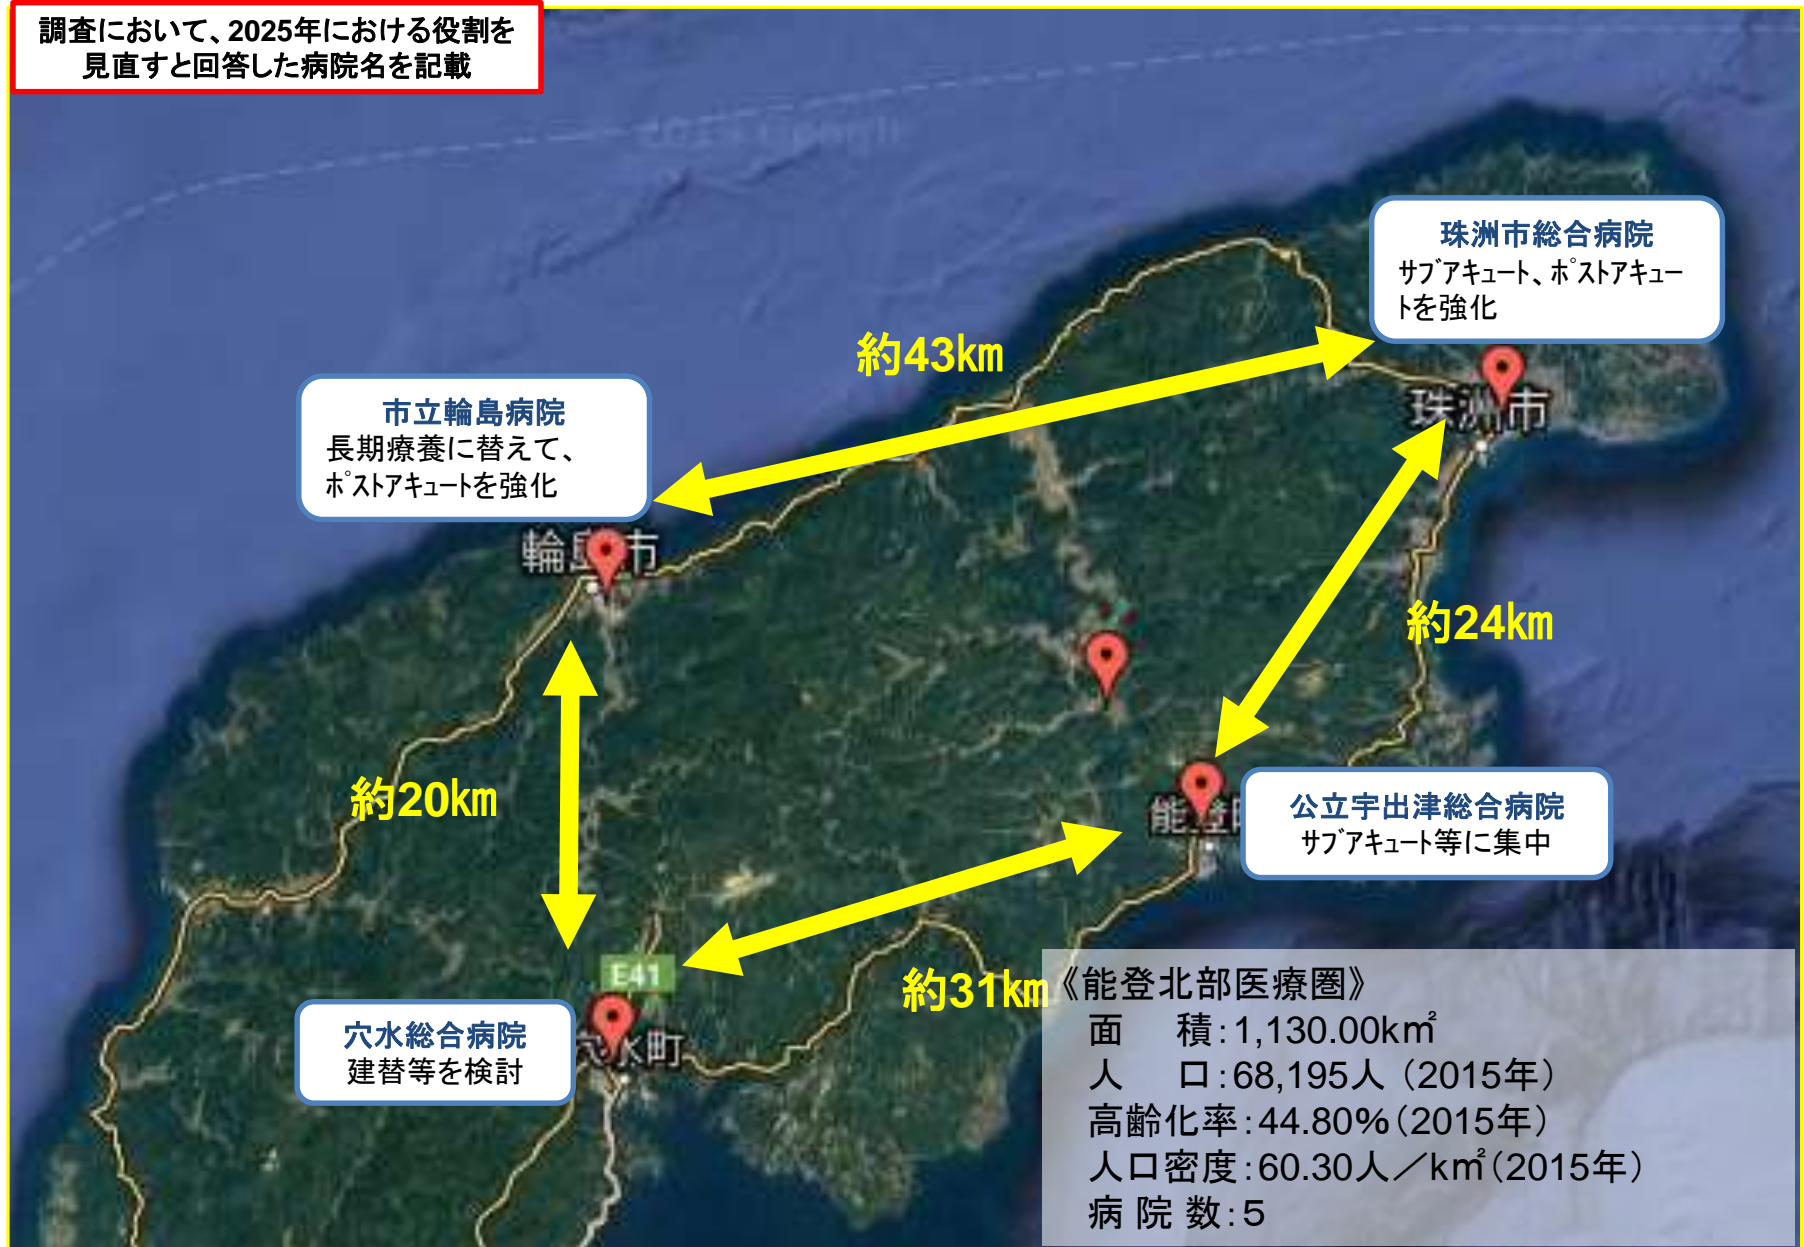 調査において、2025年における役割を
見直すと回答した病院名を記載
珠洲市総合病院
サブアキュート、ポストアキュー
トを強化
約43km
市立輪島病院
長期療養に替えて、
ポストアキュートを強化
珠洲市
輪島市
約24km
約20km
公立宇出津総合病院
サブアキュート等に集中
能登町
E41
約31km
穴水総合病院
建替等を検討
穴水町
《能登北部医療圏》
面　積：1,130.00k㎡
人　口：68,195人（2015年）
高齢化率：44.80%（2015年）
人口密度：60.30人／k㎡（2015年）
病院数：5